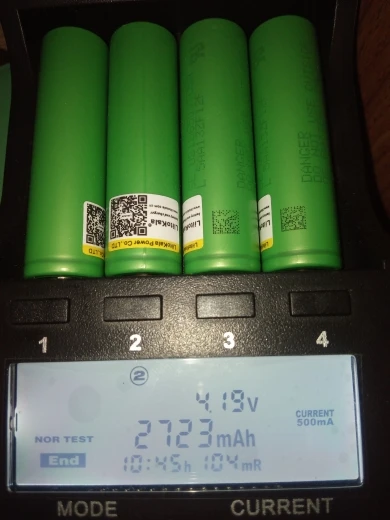 LiitoKala
LiitoKala Power Co.,LTD
DANGER
1
2
3
4
②
4.19V
CURRENT
500mA
NOR TEST
2723mAh
End
10:45h 104mR
MODE
CURRENT